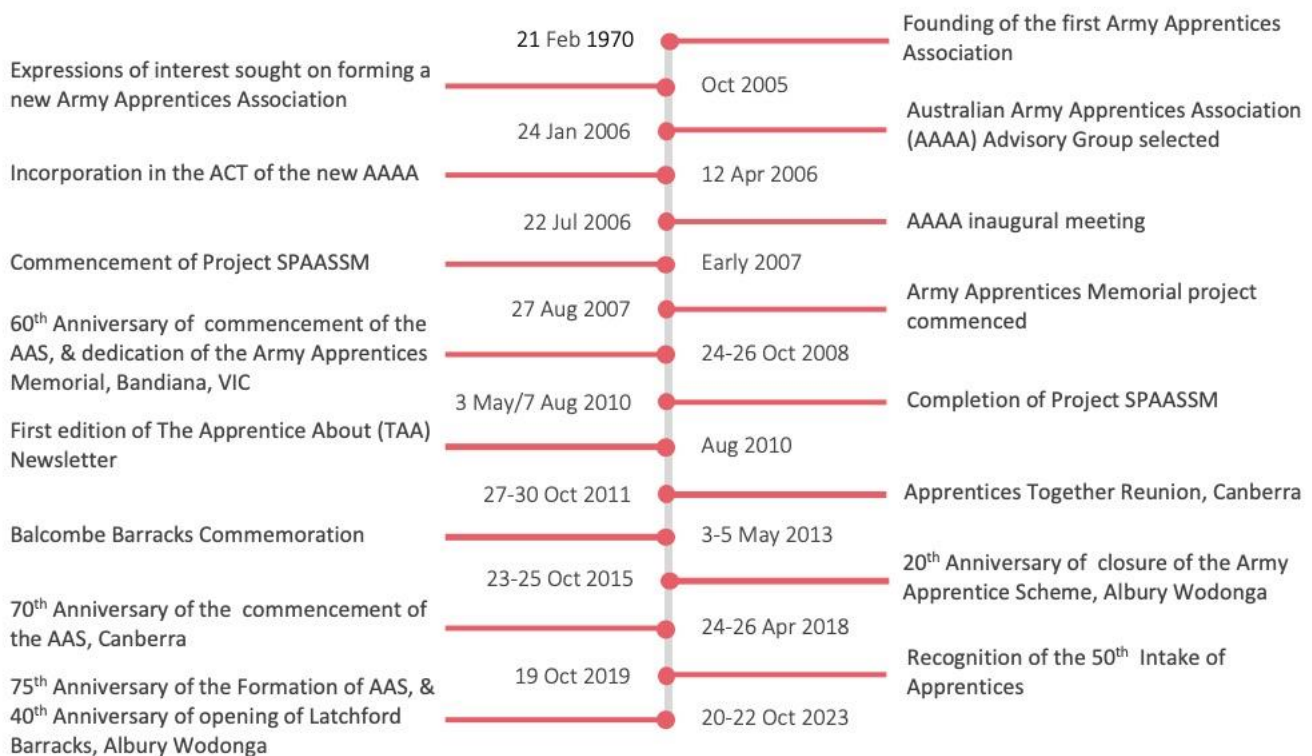 21 Feb 1970
Founding of the first Army Apprentices
Association
Expressions of interest sought on forming a
new Army Apprentices Association
Oct 2005
24 Jan 2006
Australian Army Apprentices Association
(AAAA) Advisory Group selected
Incorporation in the ACT of the new AAAA
12 Apr 2006
22 Jul 2006
AAAA inaugural meeting
Commencement of Project SPAASSM
Early 2007
27 Aug 2007
Army Apprentices Memorial project
commenced
60th Anniversary of commencement of the
AAS, & dedication of the Army Apprentices
Memorial, Bandiana, VIC
24-26 Oct 2008
3 May/7 Aug 2010
Completion of Project SPAASSM
First edition of The Apprentice About (TAA)
Newsletter
Aug 2010
27-30 Oct 2011
Apprentices Together Reunion, Canberra
Balcombe Barracks Commemoration
3-5 May 2013
23-25 Oct 2015
20th Anniversary of closure of the Army
Apprentice Scheme, Albury Wodonga
70th Anniversary of the commencement of
the AAS, Canberra
24-26 Apr 2018
19 Oct 2019
Recognition of the 50th Intake of
Apprentices
75th Anniversary of the Formation of AAS, &
40th Anniversary of opening of Latchford
Barracks, Albury Wodonga
20-22 Oct 2023